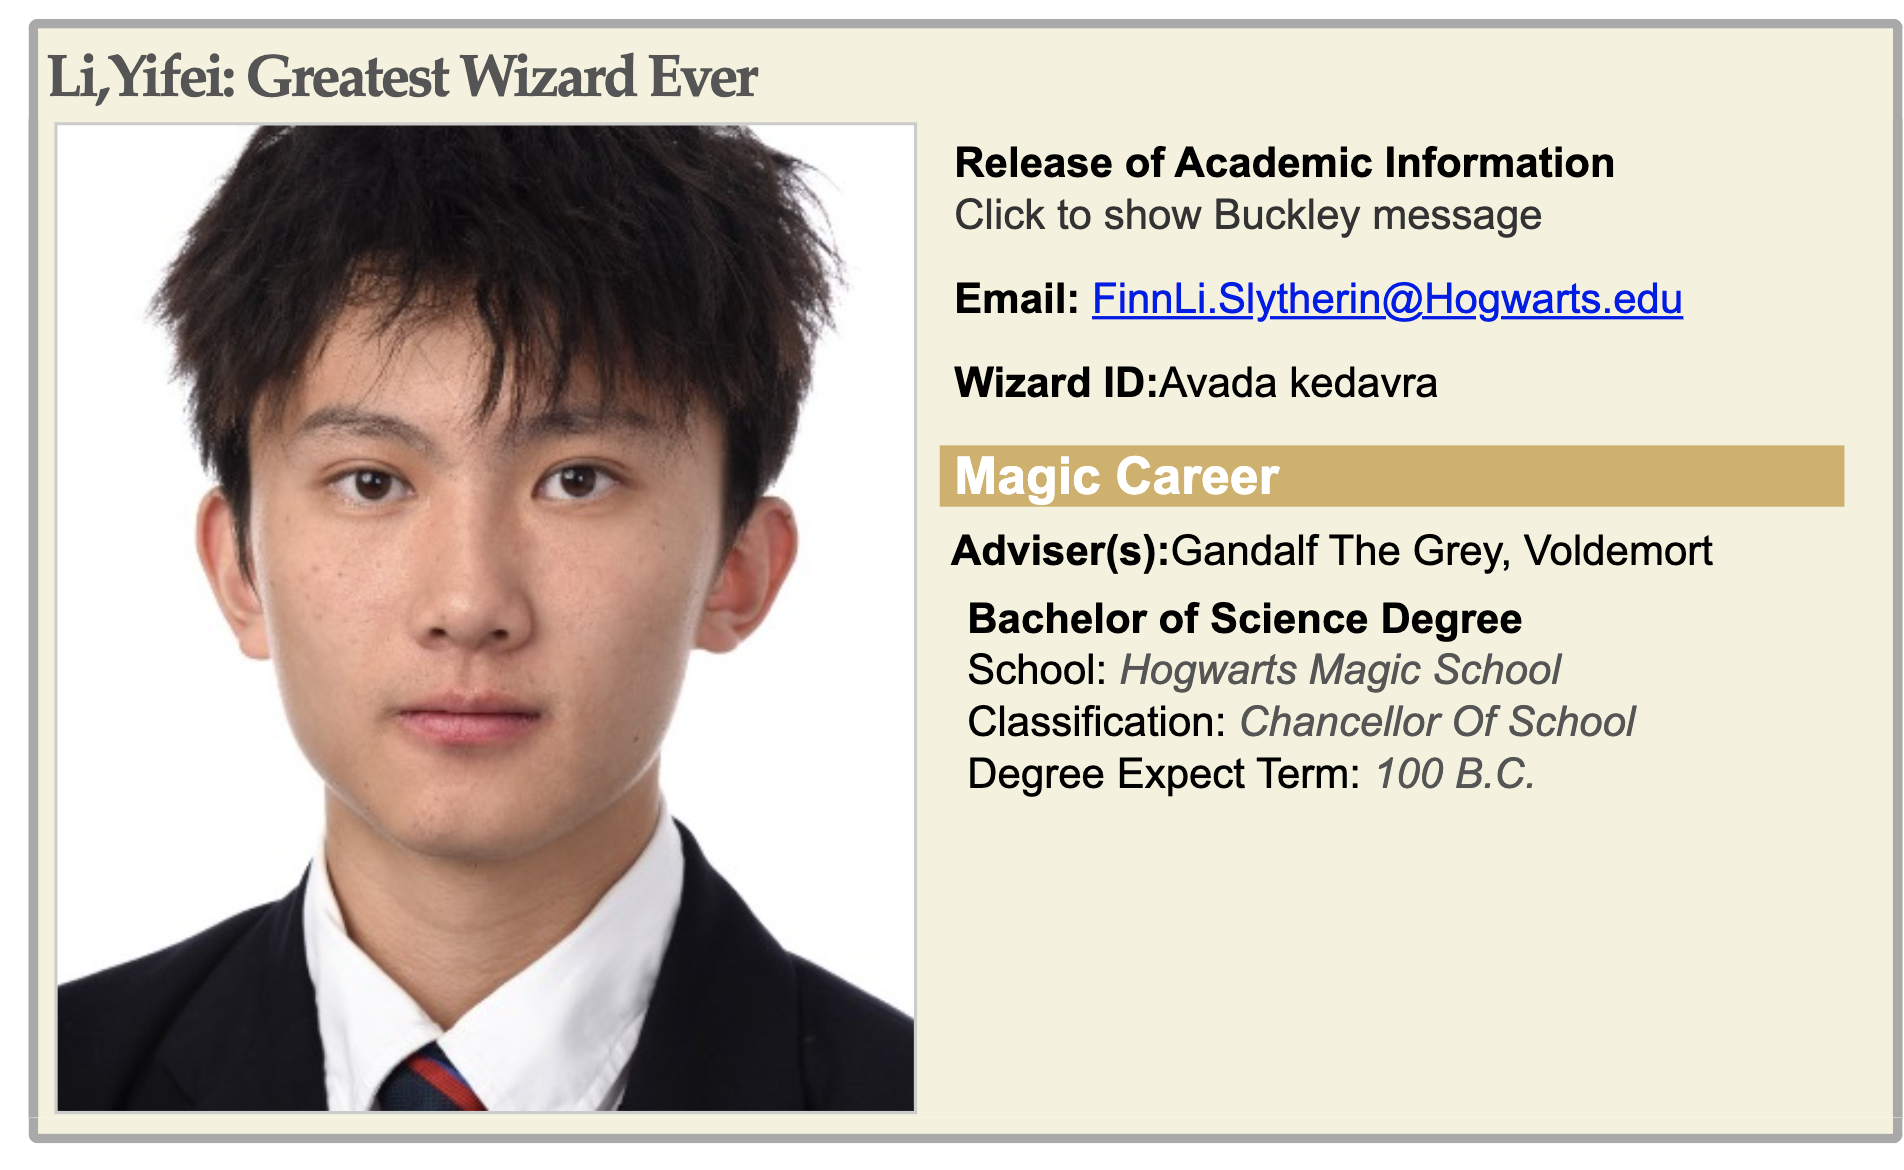 Li,Yifei: Greatest Wizard Ever
Release of Academic Information
Click to show Buckley message
Email: FinnLi.Slytherin@Hogwarts.edu
Wizard ID:Avada kedavra
Magic Career
Adviser(s):Gandalf The Grey, Voldemort
Bachelor of Science Degree
School: Hogwarts Magic School
Classification: Chancellor Of School
Degree Expect Term: 100 B.C.